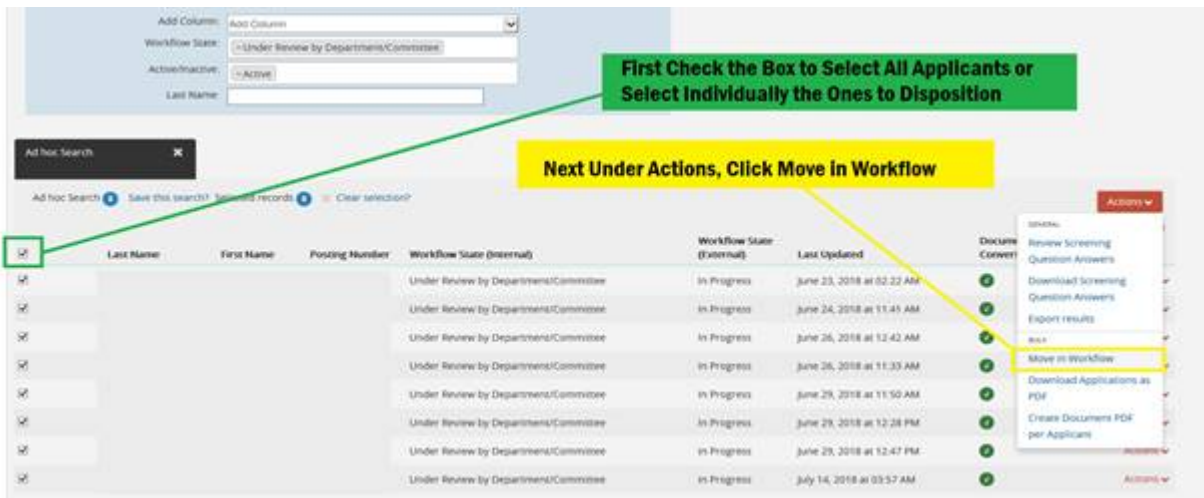 Add Column: Add Column
Workflow State: × Under Review by Department/Committee
Active/Inactive: × Active
Last Name:
First Check the Box to Select All Applicants or
Select Individually the Ones to Disposition
Ad hoc Search ×
Next Under Actions, Click Move in Workflow
Ad hoc Search 8 Save this search? Selected records 8 Clear selection?
Actions
Last Name First Name Posting Number Workflow State (Internal) Workflow State (External) Last Updated Docume Convers
GENERAL
Review Screening
Question Answers
Download Screening
Question Answers
Export results
BULK
Move in Workflow
Download Applications as
PDF
Create Document PDF
per Applicant
Under Review by Department/Committee In Progress June 23, 2018 at 02:22 AM
Under Review by Department/Committee In Progress June 24, 2018 at 11:41 AM
Under Review by Department/Committee In Progress June 26, 2018 at 12:42 AM
Under Review by Department/Committee In Progress June 26, 2018 at 11:33 AM
Under Review by Department/Committee In Progress June 29, 2018 at 11:50 AM
Under Review by Department/Committee In Progress June 29, 2018 at 12:28 PM
Under Review by Department/Committee In Progress June 29, 2018 at 12:47 PM Actions
Under Review by Department/Committee In Progress July 14, 2018 at 03:57 AM Actions